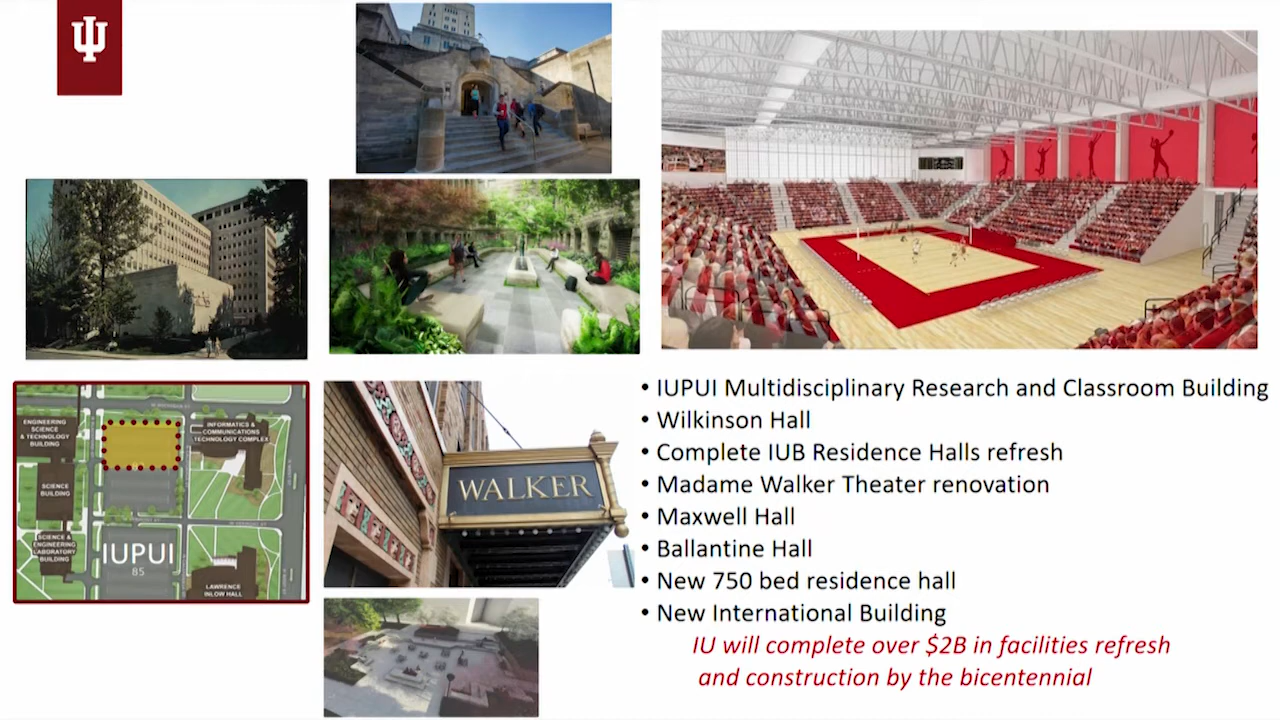 ENGINEERING
SCIENCE
& TECHNOLOGY
BUILDING
INFORMATICS &
COMMUNICATIONS
TECHNOLOGY COMPLEX
SCIENCE
BUILDING
SCIENCE &
ENGINEERING
LABORATORY
BUILDING
IUPUI
85
LAWRENCE
INLOW HALL
WALKER
• IUPUI Multidisciplinary Research and Classroom Building
• Wilkinson Hall
• Complete IUB Residence Halls refresh
• Madame Walker Theater renovation
• Maxwell Hall
• Ballantine Hall
• New 750 bed residence hall
• New International Building
IU will complete over $2B in facilities refresh
and construction by the bicentennial